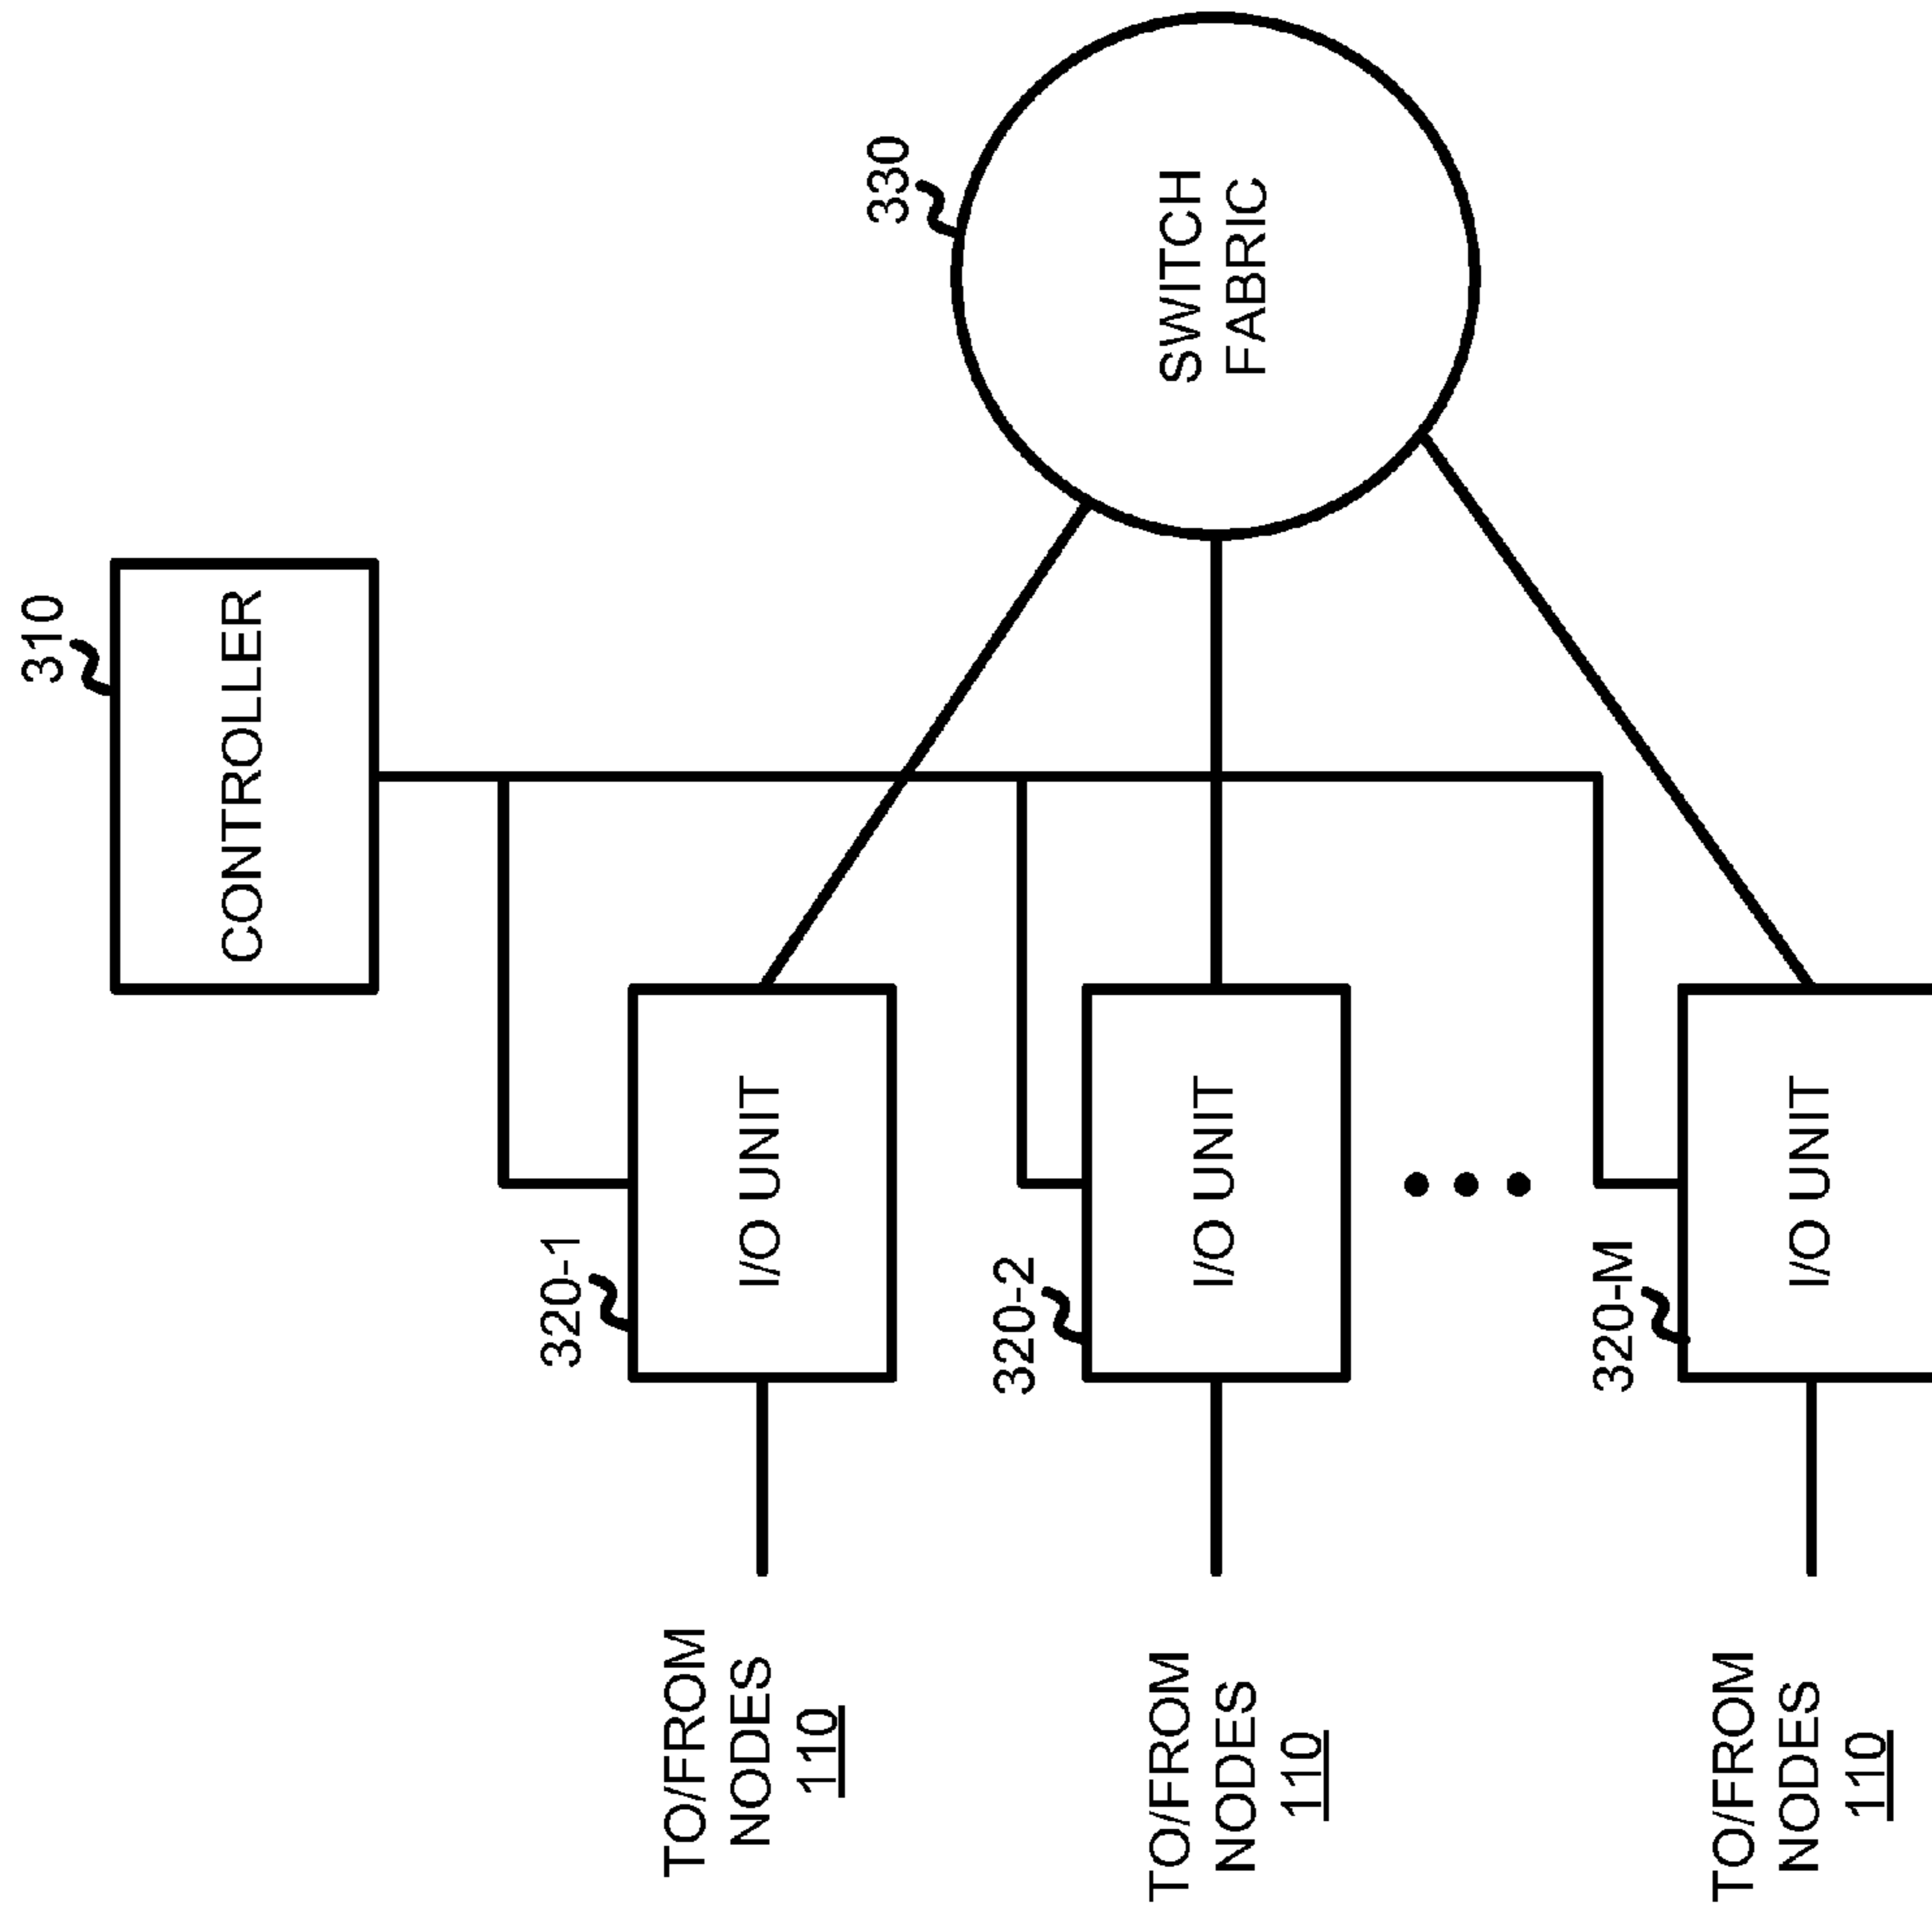 310
CONTROLLER
330
SWITCH
FABRIC
320-1
I/O UNIT
TO/FROM
NODES
110
320-2
I/O UNIT
TO/FROM
NODES
110
320-M
I/O UNIT
TO/FROM
NODES
110